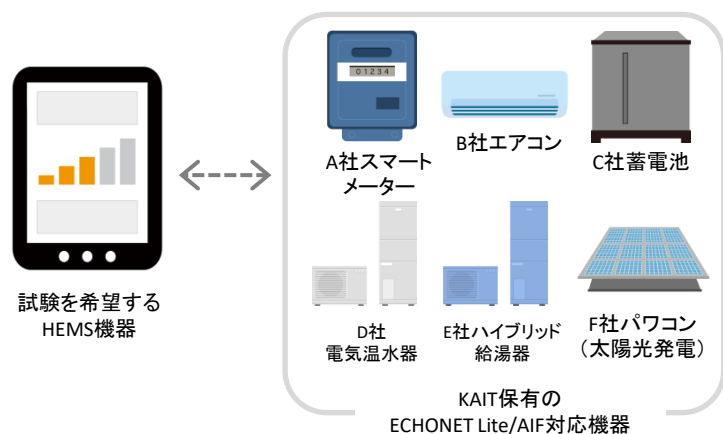 01234
A社スマート
メーター
B社エアコン
C社蓄電池
試験を希望する
HEMS機器
D社
電気温水器
E社ハイブリッド
給湯器
F社パワコン
（太陽光発電）
KAIT保有の
ECHONET Lite/AIF対応機器